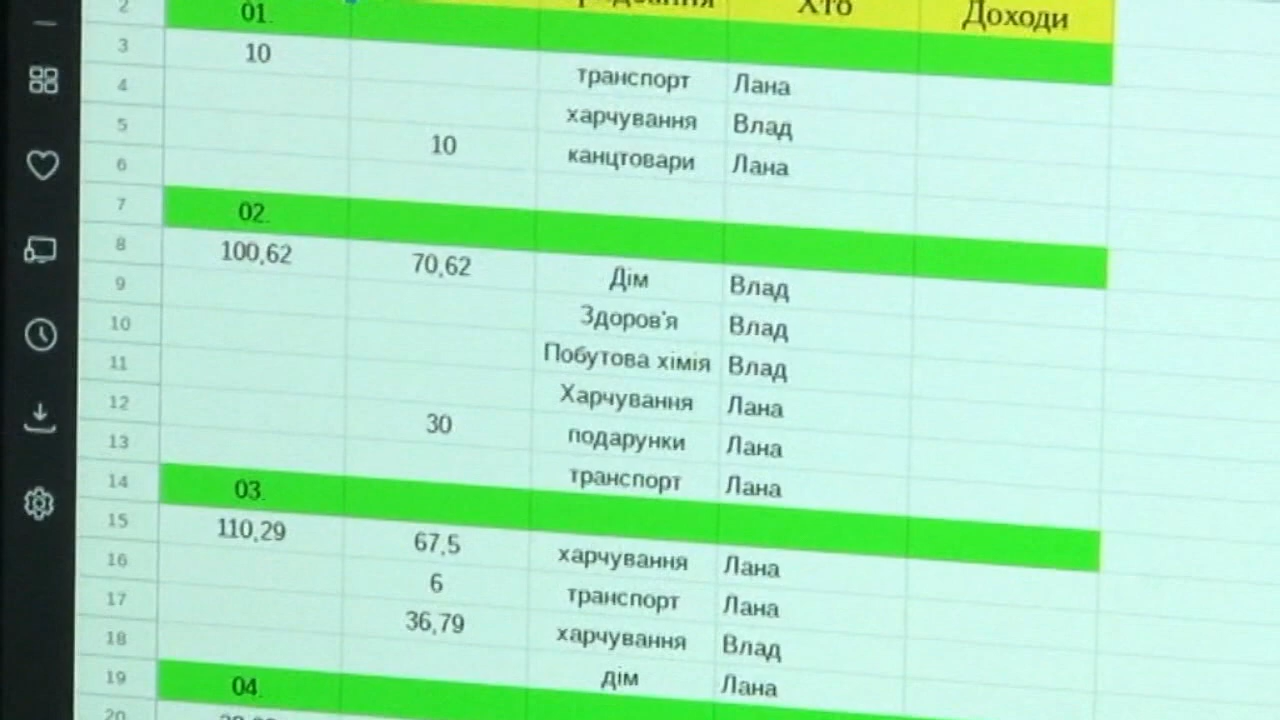 Хто Доходи
2 01.
3 10 транспорт Лана
4 харчування Влад
5 10 канцтовари Лана
6
7 02.
8 100,62 70,62 Дім Влад
9 Здоров'я Влад
10 Побутова хімія Влад
11 Харчування Лана
12 30 подарунки Лана
13 транспорт Лана
14 03.
15 110,29 67,5 харчування Лана
16 6 транспорт Лана
17 36,79 харчування Влад
18 дім Лана
19 04.
20